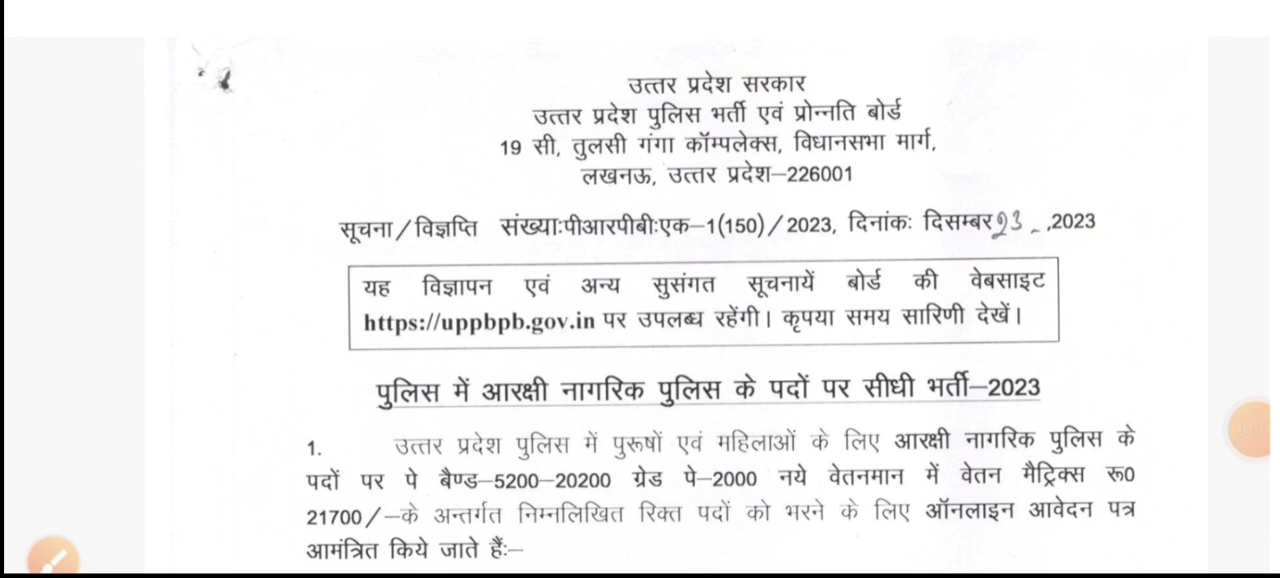 उत्तर प्रदेश सरकार
उत्तर प्रदेश पुलिस भर्ती एवं प्रोन्नति बोर्ड
19 सी, तुलसी गंगा कॉम्पलेक्स, विधानसभा मार्ग,
लखनऊ, उत्तर प्रदेश–226001
सूचना/विज्ञप्ति संख्या:पीआरपीबी:एक–1(150)/2023, दिनांक: दिसम्बर 23 ,2023
यह विज्ञापन एवं अन्य सुसंगत सूचनायें बोर्ड की वेबसाइट
https://uppbpb.gov.in पर उपलब्ध रहेंगी। कृपया समय सारिणी देखें।
पुलिस में आरक्षी नागरिक पुलिस के पदों पर सीधी भर्ती–2023
1. उत्तर प्रदेश पुलिस में पुरूषों एवं महिलाओं के लिए आरक्षी नागरिक पुलिस के
पदों पर पे बैण्ड–5200–20200 ग्रेड पे–2000 नये वेतनमान में वेतन मैट्रिक्स रू0
21700/–के अन्तर्गत निम्नलिखित रिक्त पदों को भरने के लिए ऑनलाइन आवेदन पत्र
आमंत्रित किये जाते हैं:–